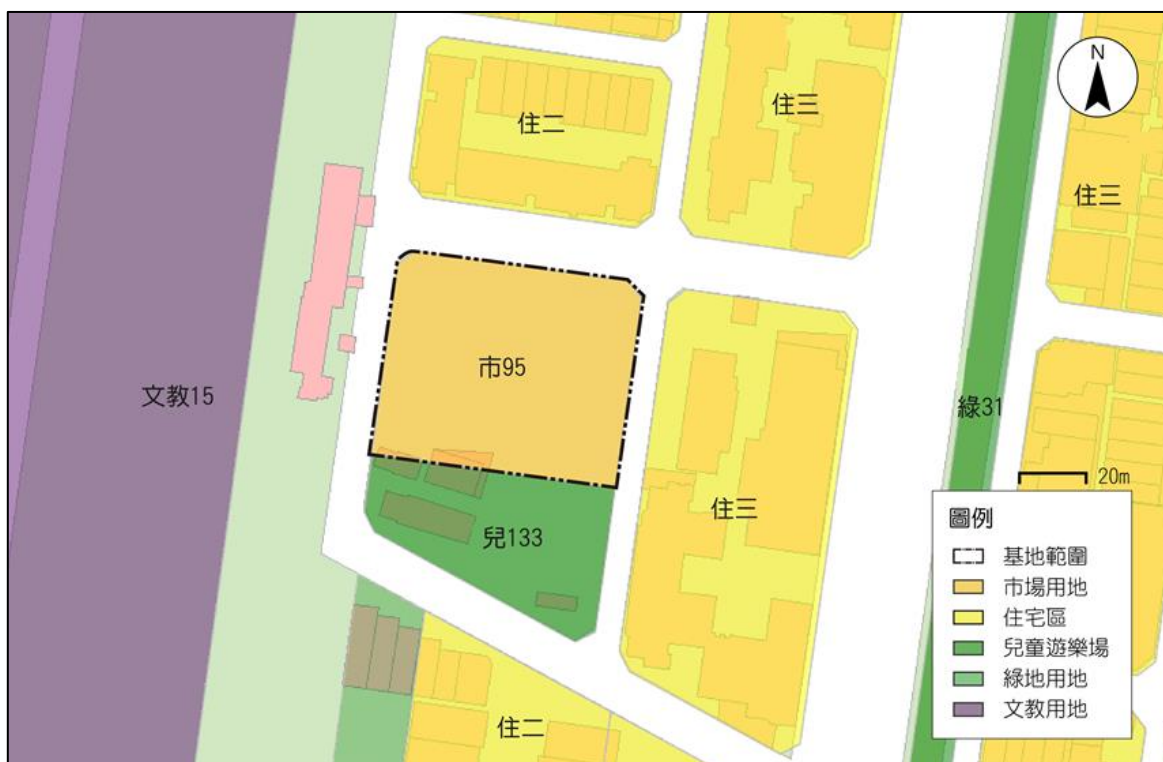 N
住二
住三
住三
市95
文教15
綠31
20m
兒133
住三
住二
圖例
基地範圍
市場用地
住宅區
兒童遊樂場
綠地用地
文教用地